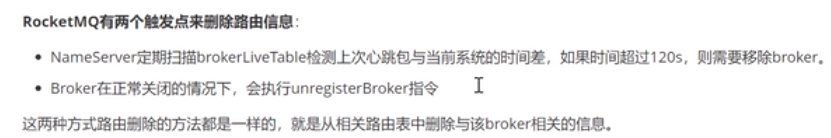 RocketMQ有两个触发点来删除路由信息：
NameServer定期扫描brokerLiveTable检测上次心跳包与当前系统的时间差，如果时间超过120s，则需要移除broker。
Broker在正常关闭的情况下，会执行unregisterBroker指令
这两种方式路由删除的方法都是一样的，就是从相关路由表中删除与该broker相关的信息。